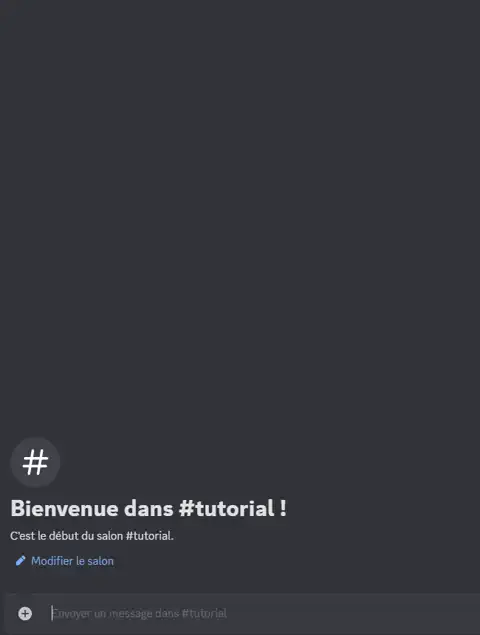 #
Bienvenue dans #tutorial !
C'est le début du salon #tutorial.
Modifier le salon
Envoyer un message dans #tutorial